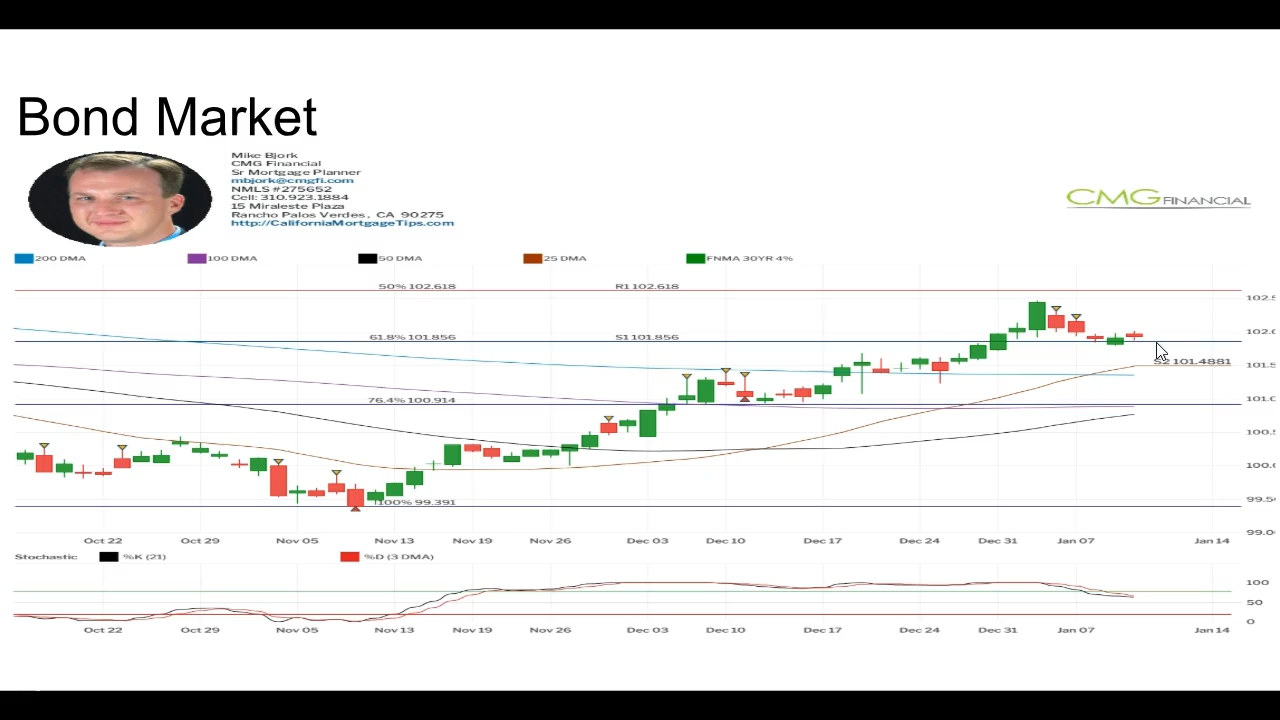 Bond Market
Mike Bjork
CMG Financial
Sr Mortgage Planner
mbjork@cmgfi.com
NMLS #275652
Cell: 310.923.1884
15 Miraleste Plaza
Rancho Palos Verdes, CA 90275
http://CaliforniaMortgageTips.com
CMG FINANCIAL
200 DMA 100 DMA 50 DMA 25 DMA FNMA 30YR 4%
50% 102.618 R1 102.618
102.5
102.0
61.8% 101.856 S1 101.856
S2 101.4881
101.5
76.4% 100.914
101.0
100.5
100.0
100% 99.391
99.5
99.0
Oct 22 Oct 29 Nov 05 Nov 13 Nov 19 Nov 26 Dec 03 Dec 10 Dec 17 Dec 24 Dec 31 Jan 07 Jan 14
Stochastic %K (21) %D (3 DMA)
100
50
0
Oct 22 Oct 29 Nov 05 Nov 13 Nov 19 Nov 26 Dec 03 Dec 10 Dec 17 Dec 24 Dec 31 Jan 07 Jan 14